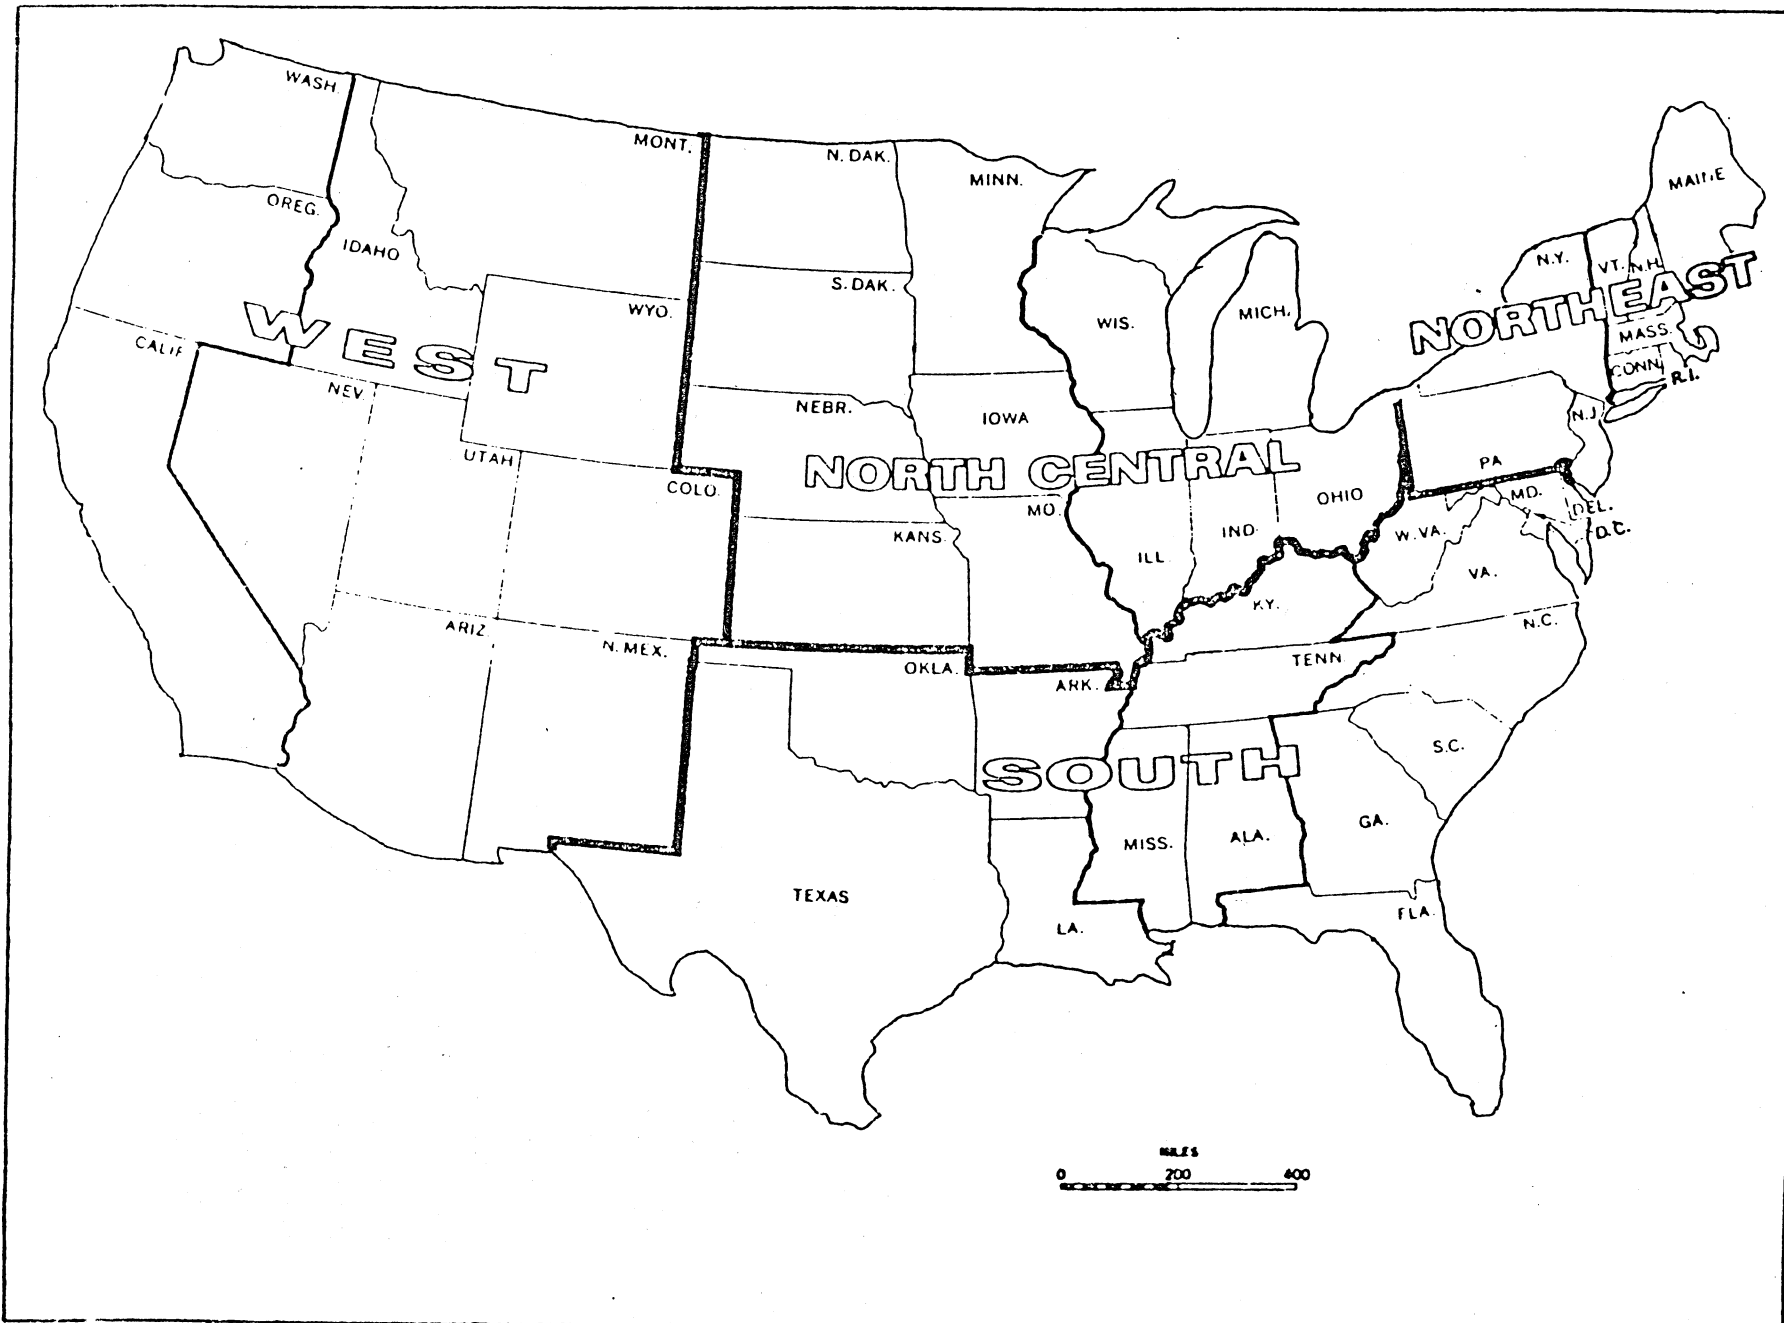 WASH.
MONT.
N. DAK.
MINN.
MAINE
OREG.
IDAHO
N.Y.
VT.
N.H.
S. DAK.
WYO.
WIS.
MICH.
NORTHEAST
WEST
CALIF
MASS.
CONN
R.I.
NEV.
NEBR.
IOWA
N.J.
UTAH
COLO.
NORTH CENTRAL
PA
OHIO
MD.
DEL.
D.C.
MO.
KANS.
ILL.
IND.
W. VA.
VA.
KY.
ARIZ.
N. MEX.
OKLA.
ARK.
TENN.
N.C.
SOUTH
S.C.
MISS.
ALA.
GA.
TEXAS
LA.
FLA.
MILES
0 200 400